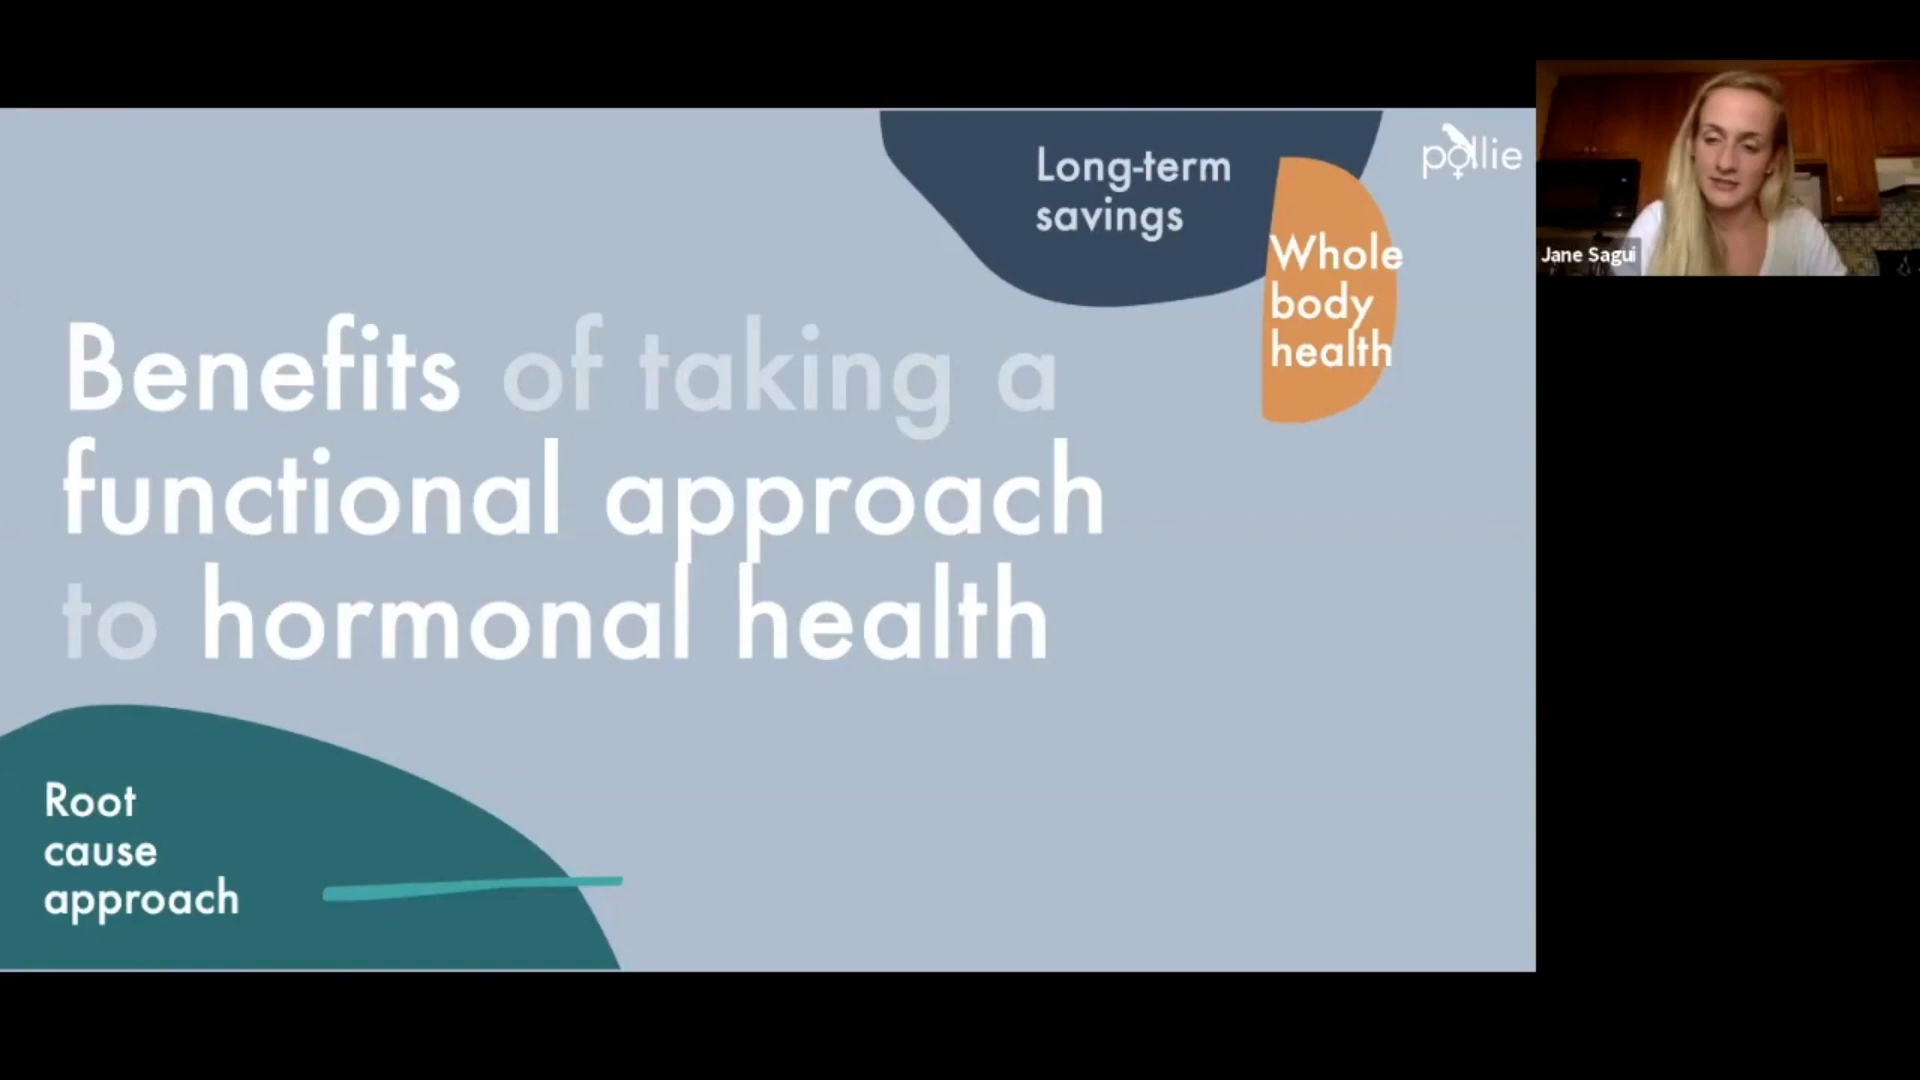 Long-term
savings
pollie
Whole
body
health
Benefits of taking a
functional approach
to hormonal health
Root
cause
approach
Jane Sagui